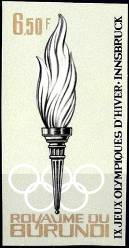 6.50F
IX.JEUX OLYMPIQUES D'HIVER-INNSBRUCK
ROYAUME DU
BURUNDI